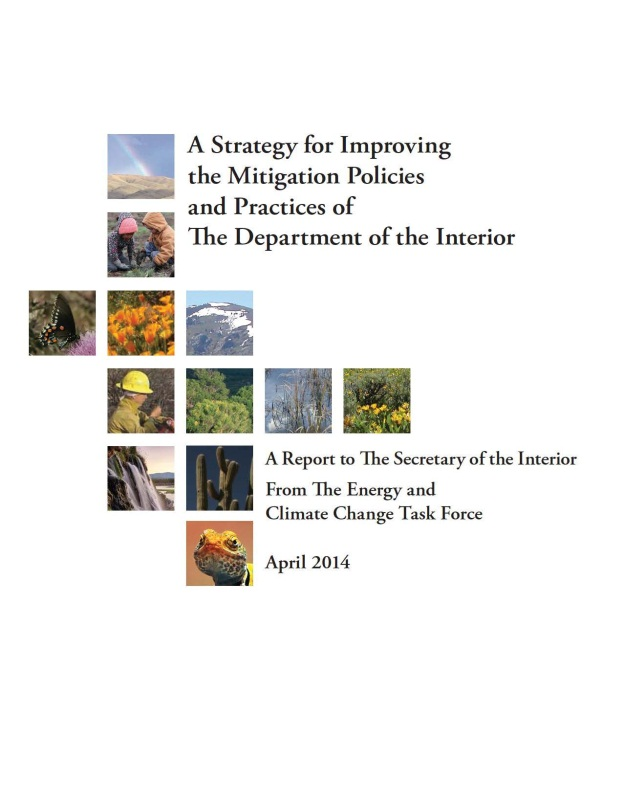 A Strategy for Improving
the Mitigation Policies
and Practices of
The Department of the Interior
A Report to The Secretary of the Interior
From The Energy and
Climate Change Task Force
April 2014